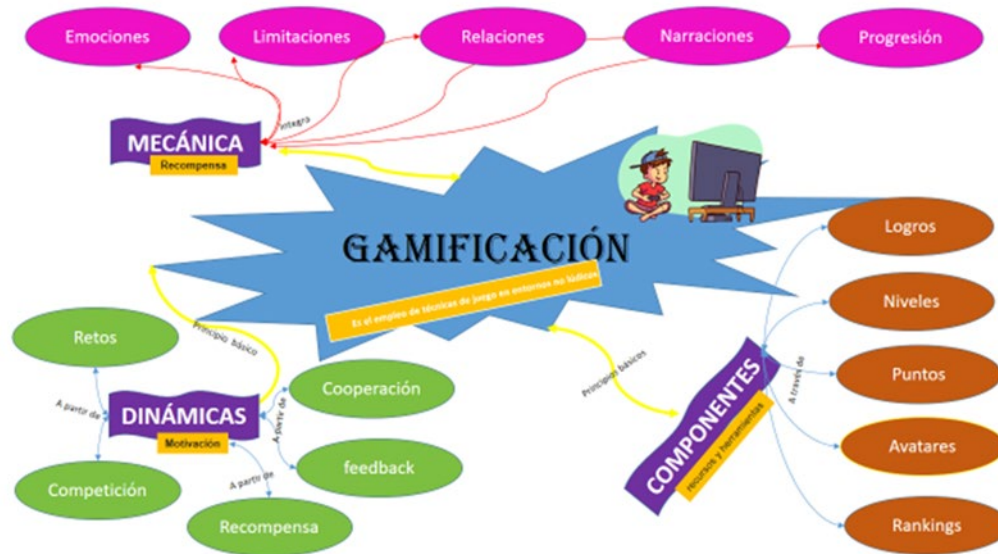 Emociones
Limitaciones
Relaciones
Narraciones
Progresión
Integra
MECÁNICA
Recompensa
GAMIFICACIÓN
Es el empleo de técnicas de juego en entornos no lúdicos
Logros
Niveles
Puntos
Avatares
Rankings
A través de
COMPONENTES
recursos y herramientas
Principios básicos
Principio básico
Retos
A partir de
DINÁMICAS
Motivación
Cooperación
A partir de
feedback
Competición
A partir de
Recompensa